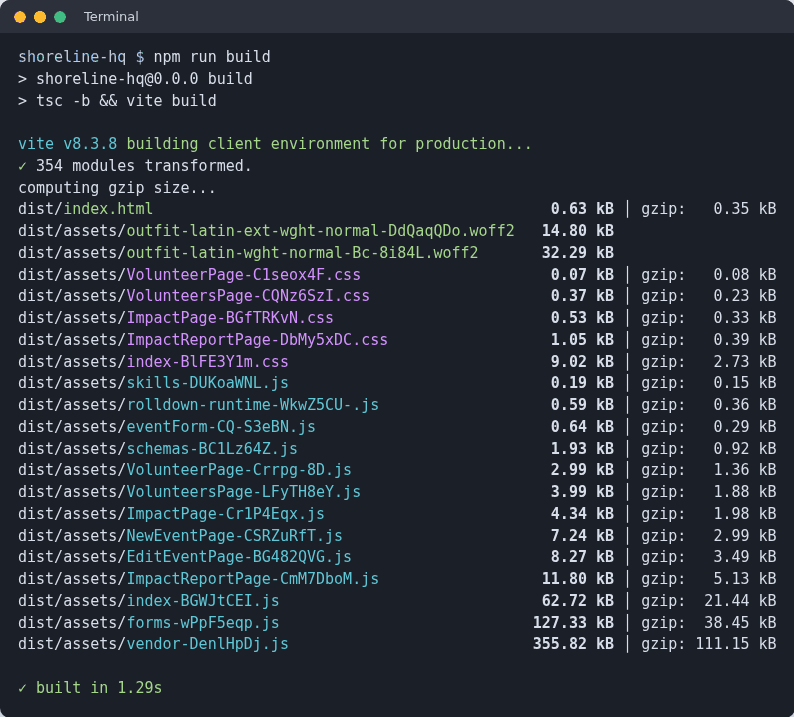 Terminal
shoreline-hq $ npm run build
> shoreline-hq@0.0.0 build
> tsc -b && vite build
vite v8.3.8 building client environment for production...
✓ 354 modules transformed.
computing gzip size...
dist/index.html 0.63 kB │ gzip: 0.35 kB
dist/assets/outfit-latin-ext-wght-normal-DdQaqQDo.woff2 14.80 kB
dist/assets/outfit-latin-wght-normal-Bc-8i84L.woff2 32.29 kB
dist/assets/VolunteerPage-C1seox4F.css 0.07 kB │ gzip: 0.08 kB
dist/assets/VolunteersPage-CQNz6SzI.css 0.37 kB │ gzip: 0.23 kB
dist/assets/ImpactPage-BGfTRKvN.css 0.53 kB │ gzip: 0.33 kB
dist/assets/ImpactReportPage-DbMy5xDC.css 1.05 kB │ gzip: 0.39 kB
dist/assets/index-BlFE3Y1m.css 9.02 kB │ gzip: 2.73 kB
dist/assets/skills-DUKoaWNL.js 0.19 kB │ gzip: 0.15 kB
dist/assets/rolldown-runtime-WkwZ5CU-.js 0.59 kB │ gzip: 0.36 kB
dist/assets/eventForm-CQ-S3eBN.js 0.64 kB │ gzip: 0.29 kB
dist/assets/schemas-BC1Lz64Z.js 1.93 kB │ gzip: 0.92 kB
dist/assets/VolunteerPage-Crrpg-8D.js 2.99 kB │ gzip: 1.36 kB
dist/assets/VolunteersPage-LFyTH8eY.js 3.99 kB │ gzip: 1.88 kB
dist/assets/ImpactPage-Cr1P4Eqx.js 4.34 kB │ gzip: 1.98 kB
dist/assets/NewEventPage-CSRZuRfT.js 7.24 kB │ gzip: 2.99 kB
dist/assets/EditEventPage-BG482QVG.js 8.27 kB │ gzip: 3.49 kB
dist/assets/ImpactReportPage-CmM7DboM.js 11.80 kB │ gzip: 5.13 kB
dist/assets/index-BGWJtCEI.js 62.72 kB │ gzip: 21.44 kB
dist/assets/forms-wPpF5eqp.js 127.33 kB │ gzip: 38.45 kB
dist/assets/vendor-DenlHpDj.js 355.82 kB │ gzip: 111.15 kB
✓ built in 1.29s